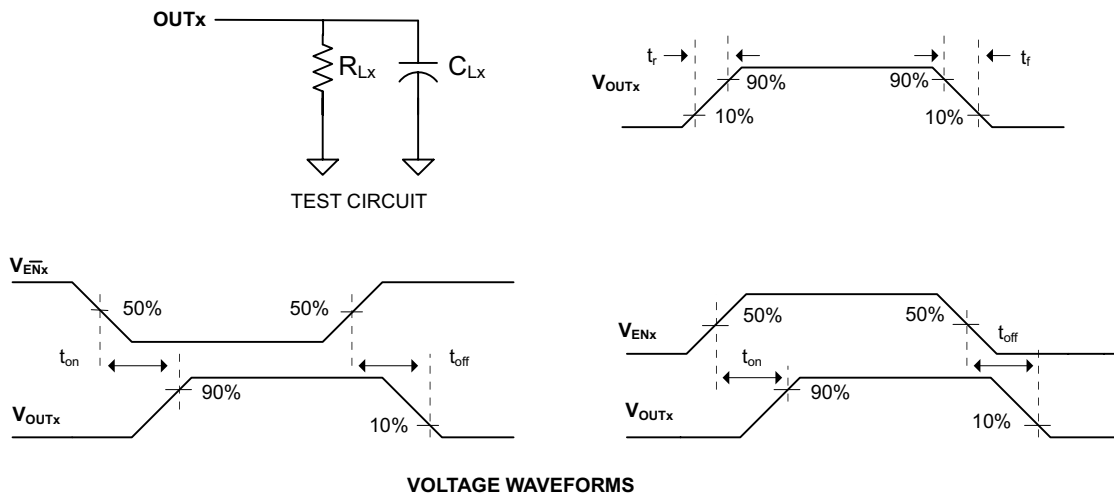 OUTx
RLx
CLx
TEST CIRCUIT
tr
tf
VOUTx
90%
90%
10%
10%
VEN̅x
50%
50%
ton
toff
VOUTx
90%
10%
VENx
50%
50%
ton
toff
VOUTx
90%
10%
VOLTAGE WAVEFORMS